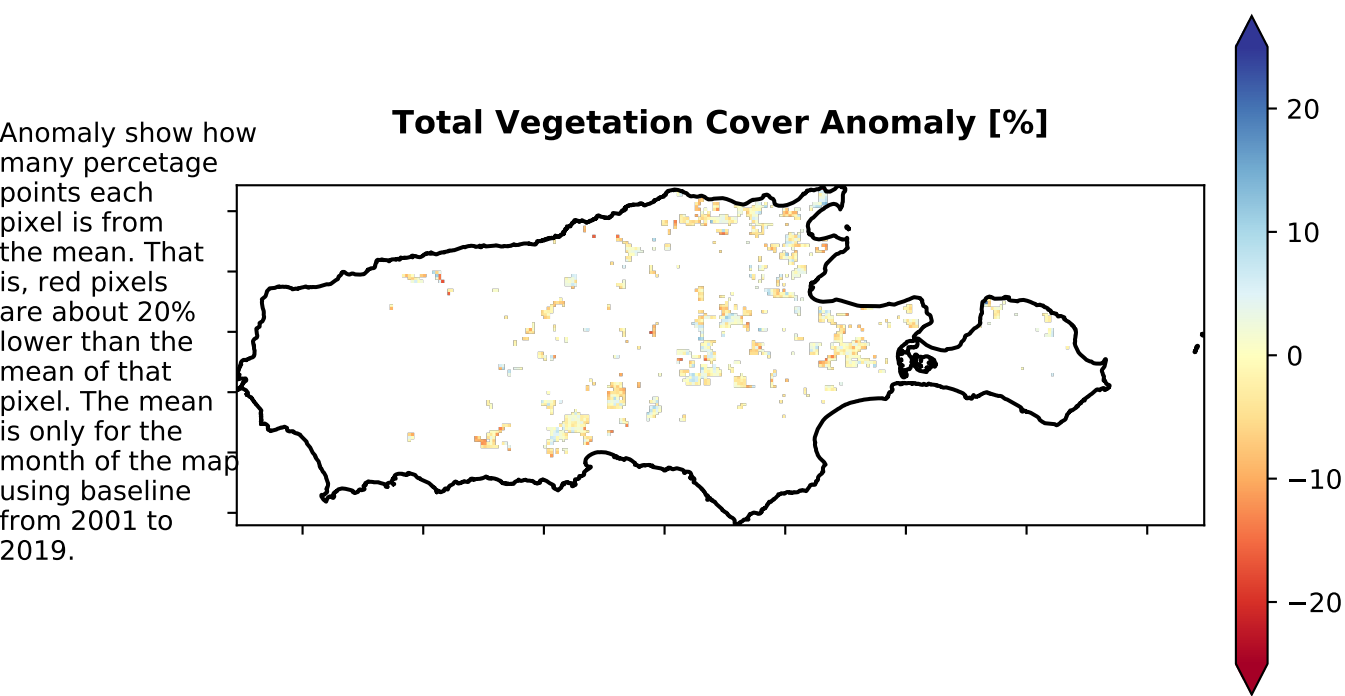 Total Vegetation Cover Anomaly [%]
Anomaly show how
many percetage
points each
pixel is from
the mean. That
is, red pixels
are about 20%
lower than the
mean of that
pixel. The mean
is only for the
month of the map
using baseline
from 2001 to
2019.
20
10
0
−10
−20